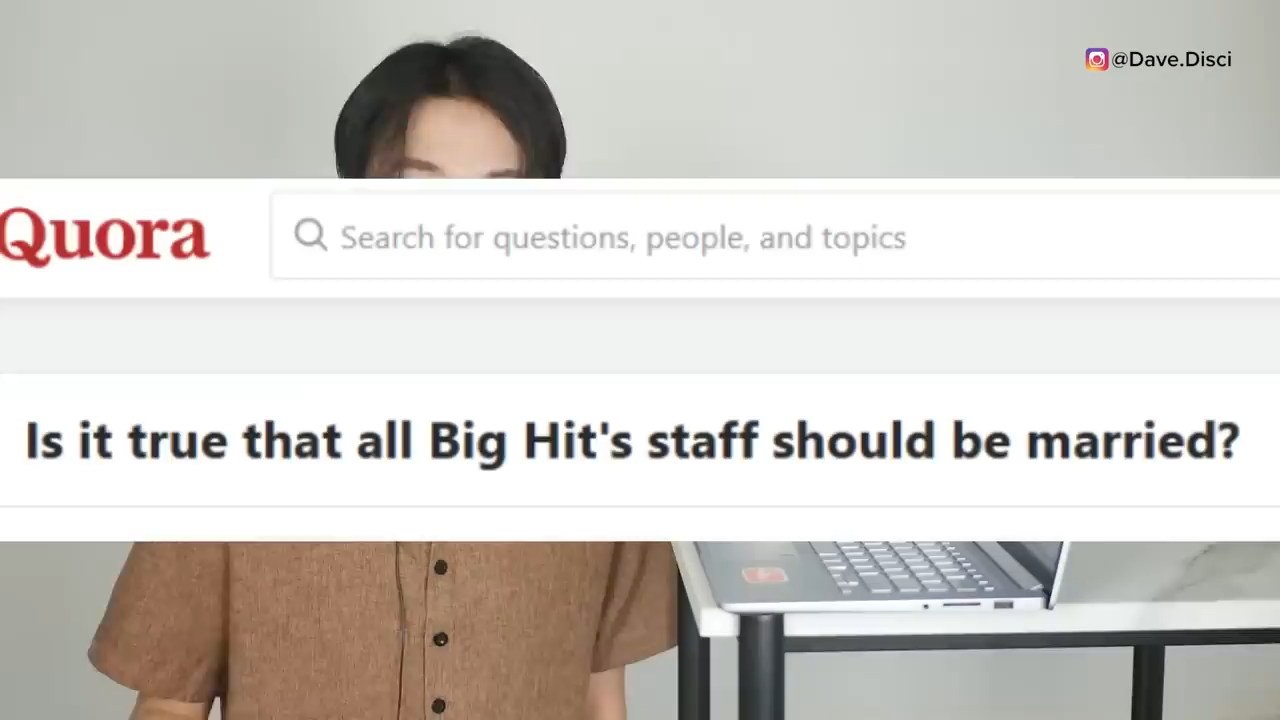 @Dave.Disci
Quora
Search for questions, people, and topics
Is it true that all Big Hit's staff should be married?